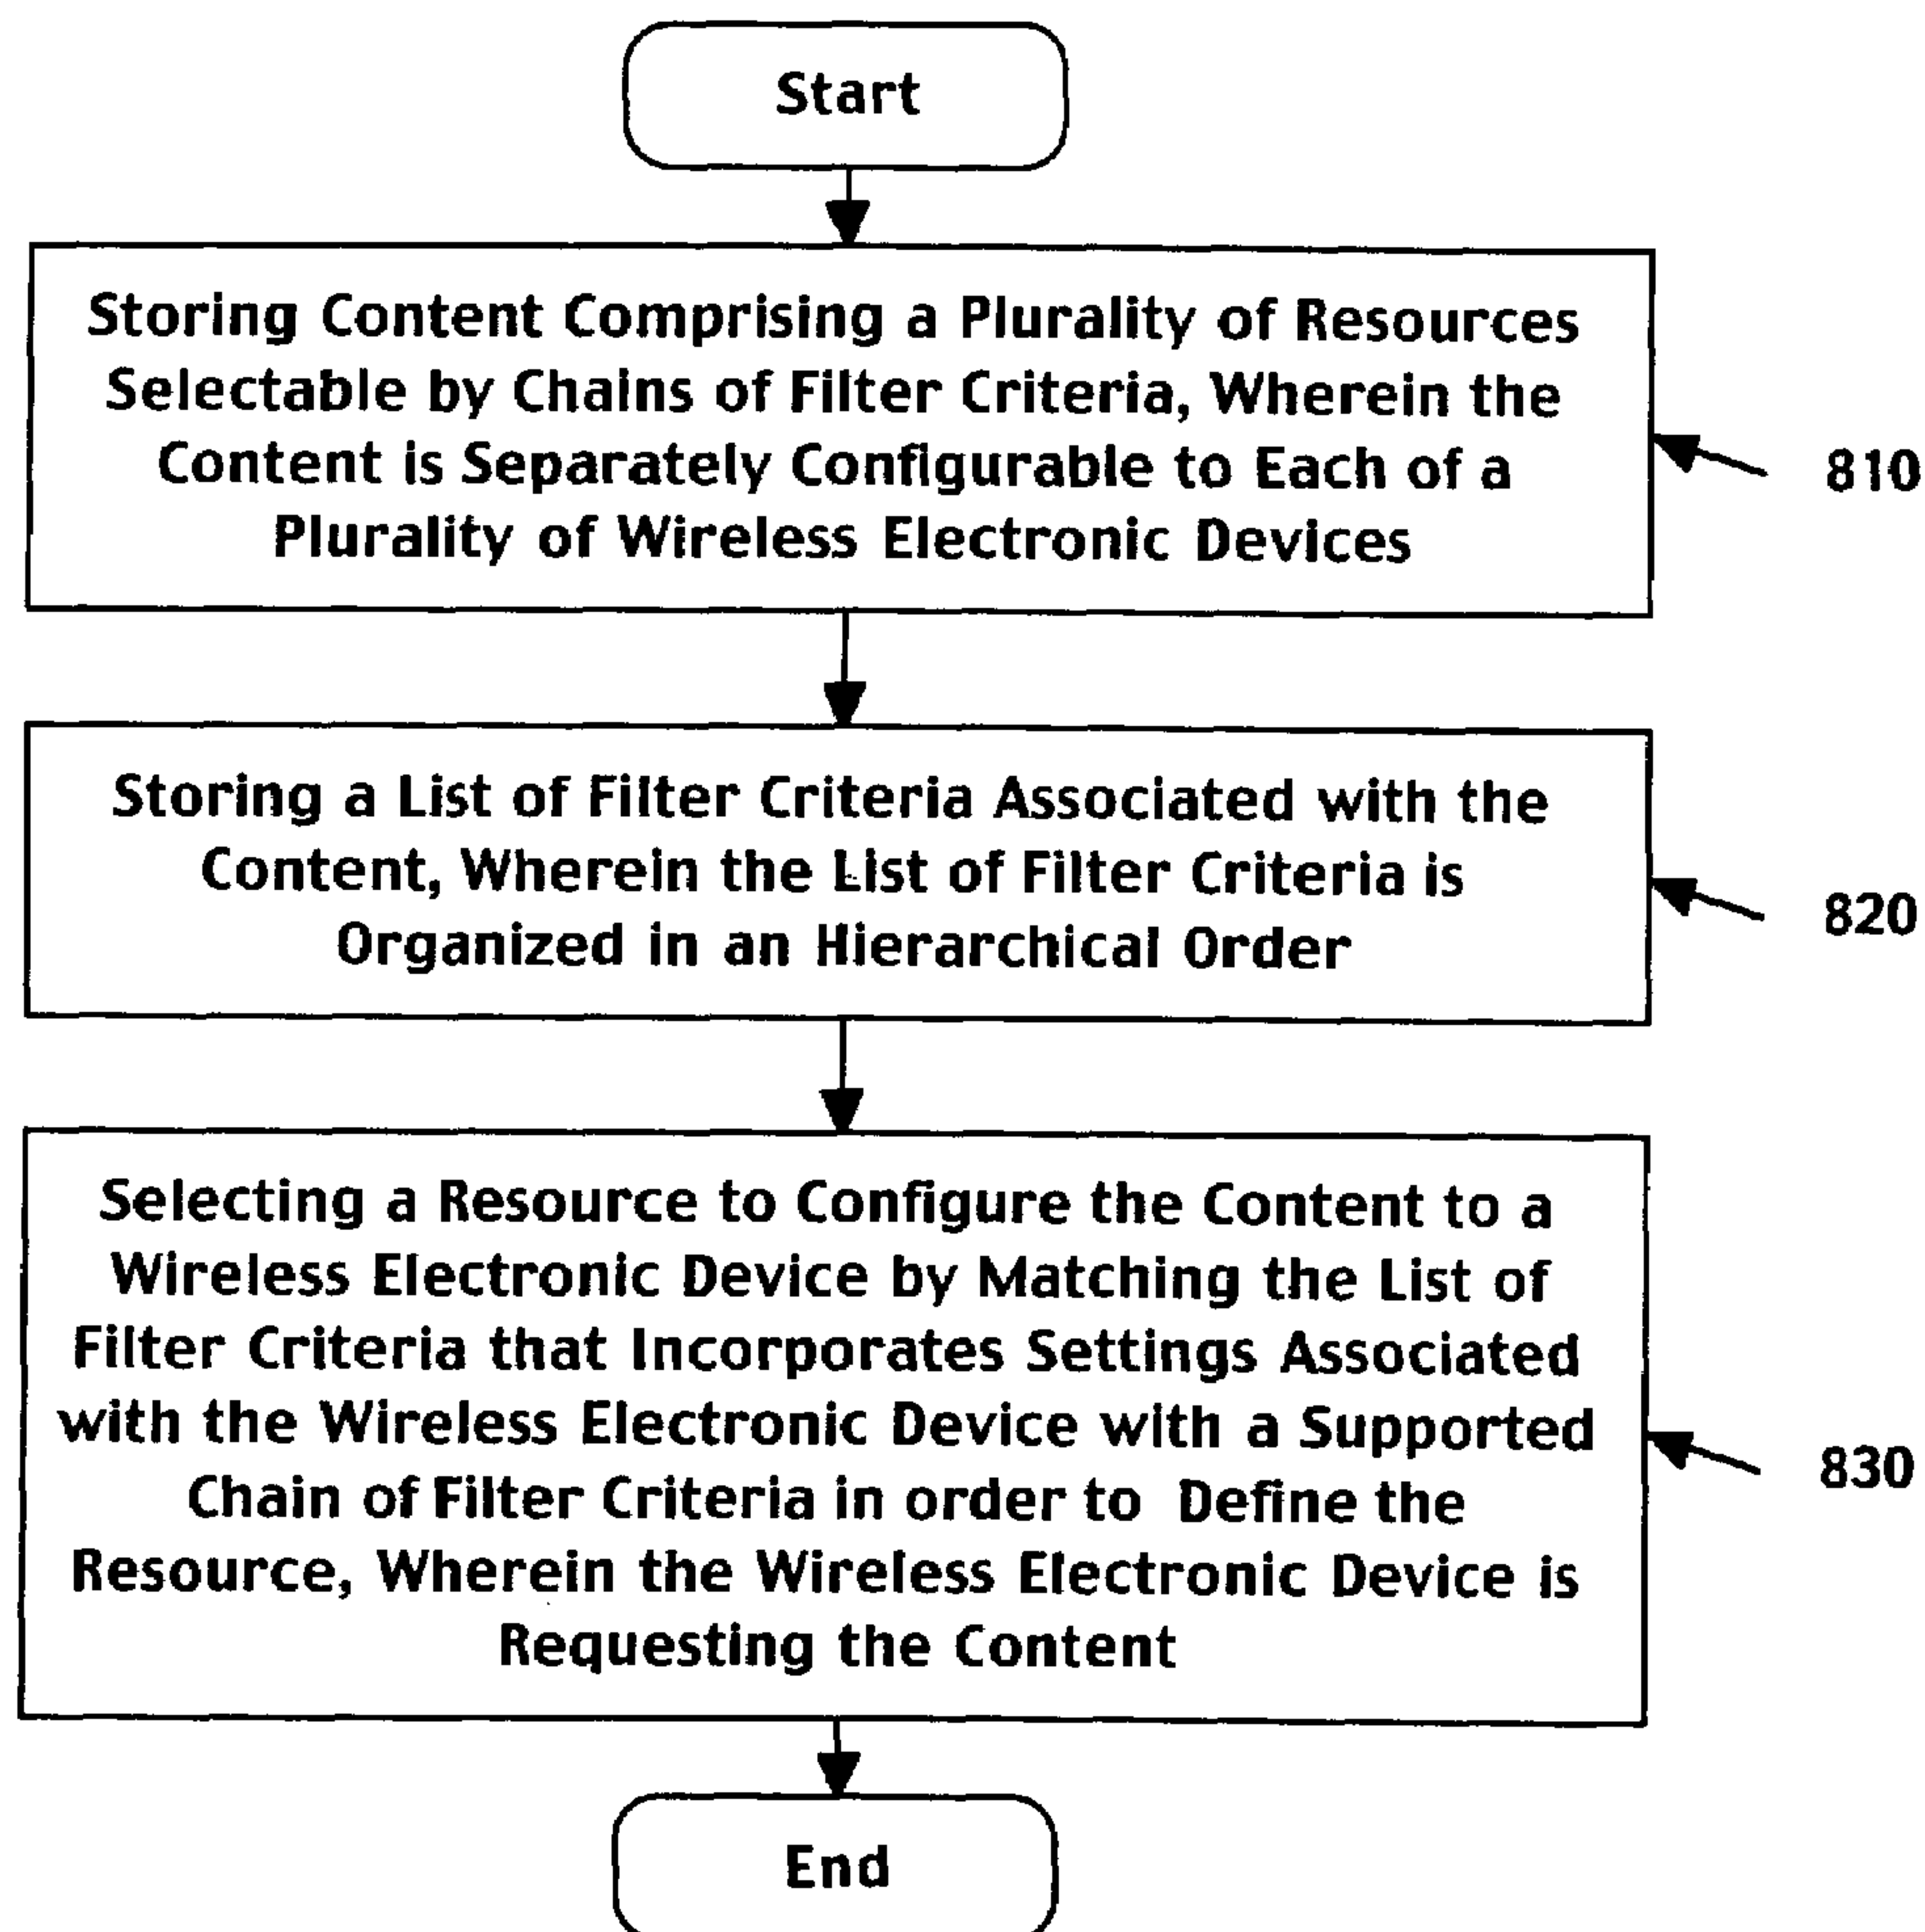 Start
Storing Content Comprising a Plurality of Resources
Selectable by Chains of Filter Criteria, Wherein the
Content is Separately Configurable to Each of a
Plurality of Wireless Electronic Devices
810
Storing a List of Filter Criteria Associated with the
Content, Wherein the List of Filter Criteria is
Organized in an Hierarchical Order
820
Selecting a Resource to Configure the Content to a
Wireless Electronic Device by Matching the List of
Filter Criteria that Incorporates Settings Associated
with the Wireless Electronic Device with a Supported
Chain of Filter Criteria in order to Define the
Resource, Wherein the Wireless Electronic Device is
Requesting the Content
830
End